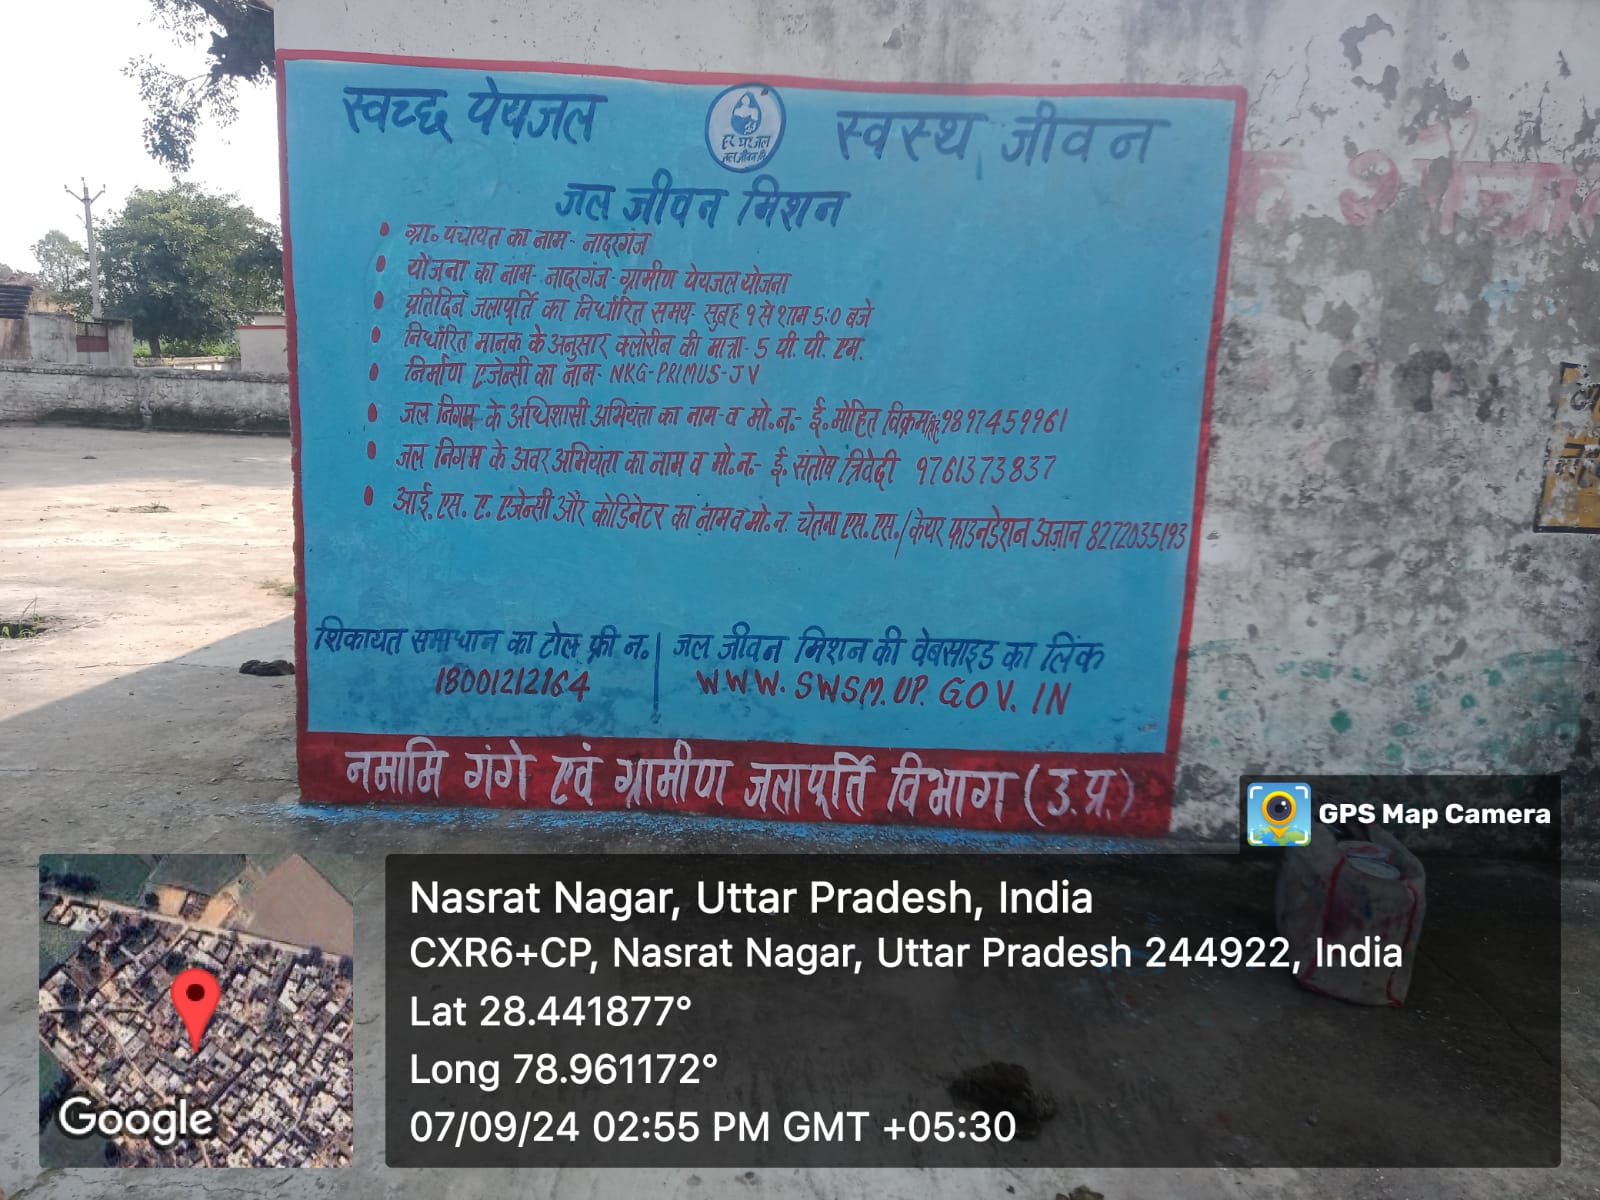 स्वच्छ पेयजल
हर घर जल
जल जीवन मि
स्वस्थ जीवन
जल जीवन मिशन
ग्रा. पंचायत का नाम- नादरगंज
योजना का नाम- नादरगंज- ग्रामीण पेयजल योजना
प्रतिदिन जलापूर्ति का निर्धारित समय- सुबह 9 से शाम 5:0 बजे
निर्धारित मानक के अनुसार क्लोरीन की मात्रा- 5 पी. पी. एम.
निर्माण एजेन्सी का नाम- NKG-PRIMUS-JV
जल निगम के अधिशासी अभियंता का नाम- व मो.न.- ई. मोहित विक्रम 9897459961
जल निगम के अवर अभियंता का नाम व मो.न.- ई. संतोष त्रिवेदी 9761373837
आई. एस. ए. एजेन्सी और कोडिनेटर का नाम व मो. न. चेतना एस. एस./केयर फाउनडेशन अजान 8272035193
शिकायत समाधान का टोल फ्री न.
18001212164
जल जीवन मिशन की वेबसाइड का लिंक
WWW. SWSM. UP. GOV. IN
नमामि गंगे एवं ग्रामीण जलापूर्ति विभाग (उ.प्र.)
GPS Map Camera
Nasrat Nagar, Uttar Pradesh, India
CXR6+CP, Nasrat Nagar, Uttar Pradesh 244922, India
Lat 28.441877°
Long 78.961172°
07/09/24 02:55 PM GMT +05:30
Google